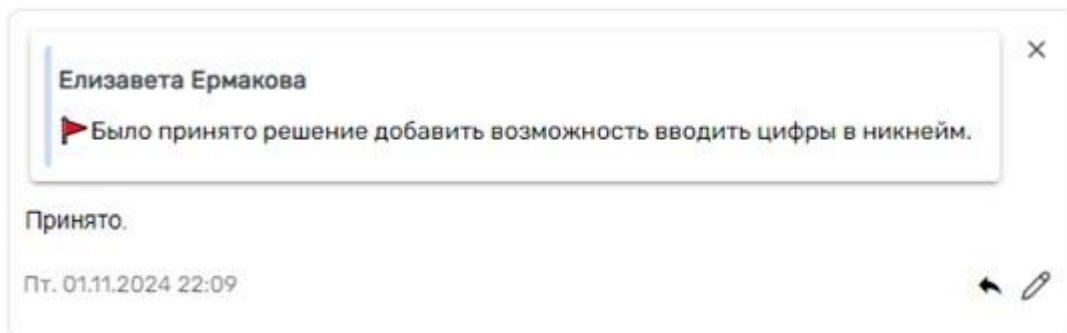 Елизавета Ермакова
🚩Было принято решение добавить возможность вводить цифры в никнейм.
Принято.
Пт. 01.11.2024 22:09